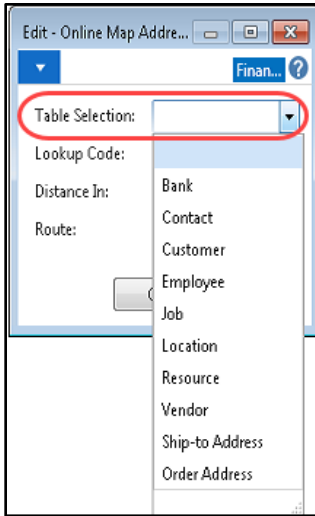 Edit - Online Map Addre...
Finan...
Table Selection:
Lookup Code:
Distance In:
Route:
Bank
Contact
Customer
Employee
Job
Location
Resource
Vendor
Ship-to Address
Order Address